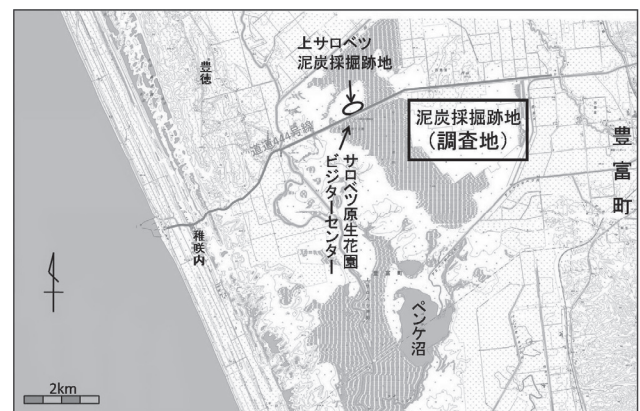 上サロベツ
泥炭採掘跡地
豊徳
道道444号線
泥炭採掘跡地
(調査地)
豊富町
サロベツ原生花園
ビジターセンター
稚咲内
ペンケ沼
2km